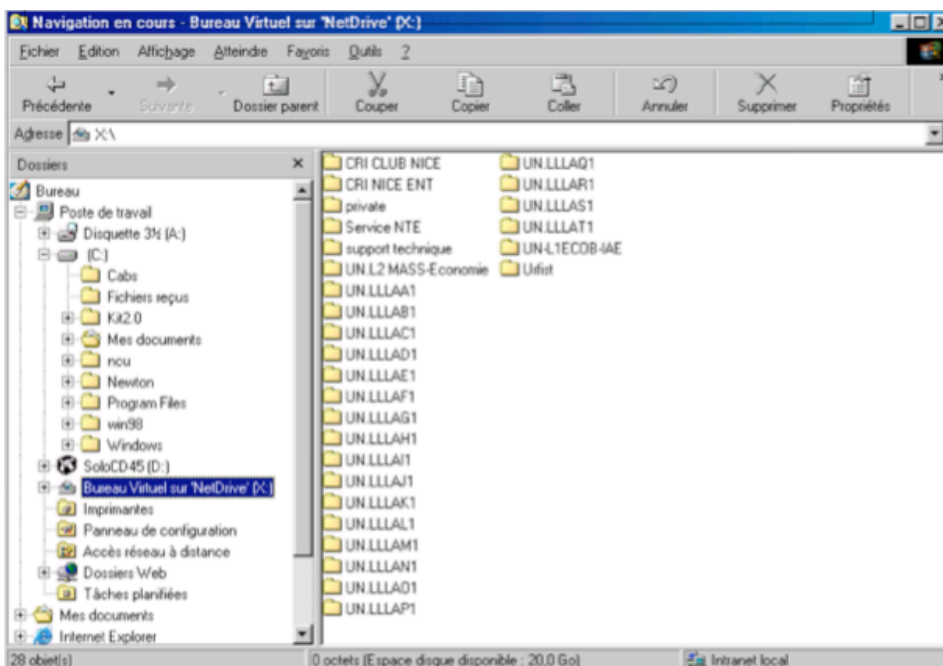 Navigation en cours - Bureau Virtuel sur 'NetDrive' (X:)
Fichier Edition Affichage Atteindre Favoris Outils ?
Précédente Suivante Dossier parent Couper Copier Coller Annuler Supprimer Propriétés
Adresse X:\
Dossiers
Bureau
Poste de travail
Disquette 3½ (A:)
(C:)
Cabs
Fichiers reçus
Kit2.0
Mes documents
ncu
Newton
Program Files
win98
Windows
SoloCD45 (D:)
Bureau Virtuel sur 'NetDrive' (X:)
Imprimantes
Panneau de configuration
Accès réseau à distance
Dossiers Web
Tâches planifiées
Mes documents
Internet Explorer
CRI CLUB NICE
CRI NICE ENT
private
Service NTE
support technique
UN.L2 MASS-Economie
UN.LLLAA1
UN.LLLAB1
UN.LLLAC1
UN.LLLAD1
UN.LLLAE1
UN.LLLAF1
UN.LLLAG1
UN.LLLAH1
UN.LLLAI1
UN.LLLAJ1
UN.LLLAK1
UN.LLLAL1
UN.LLLAM1
UN.LLLAN1
UN.LLLAO1
UN.LLLAP1
UN.LLLAQ1
UN.LLLAR1
UN.LLLAS1
UN.LLLAT1
UN-L1ECOB-IAE
Urfist
28 objet(s) 0 octets (Espace disque disponible : 20,0 Go) Intranet local